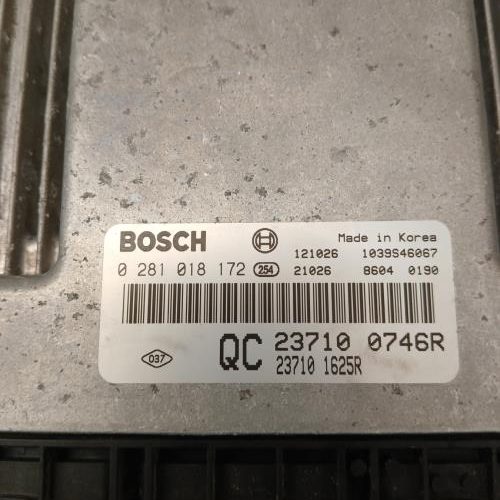 BOSCH Made in Korea
121026 1039S46067
0 281 018 172 254 21026 8604 0190
037 QC 23710 0746R
23710 1625R